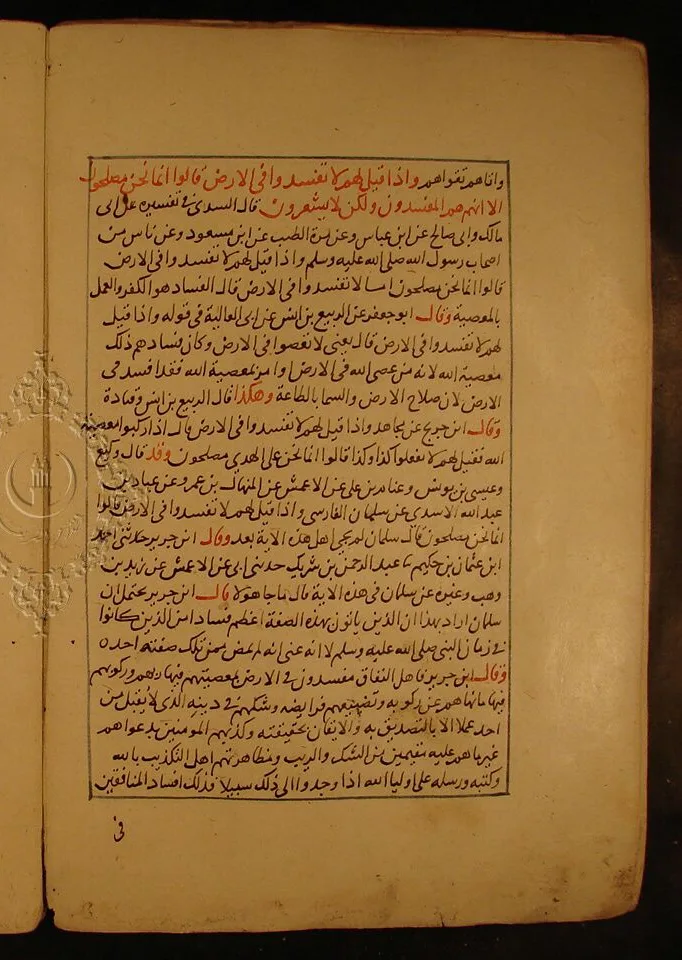 واتاهم تقواهم واذا قيل لهم لا تفسدوا في الارض قالوا انما نحن مصلحون
الا انهم هم المفسدون ولكن لا يشعرون قال السدي في تفسيره عن ابي
مالك وابي صالح عن ابن عباس وعن مرة الطيب عن ابن مسعود وعن ناس من
اصحاب رسول الله صلى الله عليه وسلم واذا قيل لهم لا تفسدوا في الارض
قالوا انما نحن مصلحون اما لا تفسدوا في الارض قال الفساد هو الكفر والعمل
بالمعصية وقال ابو جعفر عن الربيع بن انس عن ابي العالية في قوله واذا قيل
لهم لا تفسدوا في الارض قال يعني لا تعصوا في الارض وكان فسادهم ذلك
معصية الله لانه من عصى الله في الارض او امر بمعصية الله فقد افسد في
الارض لان صلاح الارض والسما بالطاعة وهكذا قال الربيع بن انس وقتادة
وقال ابن جريج عن مجاهد واذا قيل لهم لا تفسدوا في الارض قال اذا ركبوا معصية
الله فقيل لهم لا تفعلوا كذا وكذا قالوا انما نحن على الهدى مصلحون وقد قال وكيع
وعيسى بن يونس وعثام بن علي عن الاعمش عن المنهال بن عمرو عن عباد بن
عبد الله الاسدي عن سلمان الفارسي واذا قيل لهم لا تفسدوا في الارض قالوا
انما نحن مصلحون قال سلمان لم يجي اهل هذه الاية بعد وقال ابن جرير حدثني احمد
ابن عثمان بن حكيم ثنا عبد الرحمن بن شريك حدثني ابي عن الاعمش عن زيد بن
وهب وغيره عن سلمان في هذه الاية قال ما جا هولا قال ابن جرير يحتمل ان
سلمان اراد بهذا ان الذين ياتون بهذه الصفة اعظم فسادا من الذين كانوا
في زمان النبي صلى الله عليه وسلم لا انه عنى انه لم يمض ممن تلك صفته احد ه
وقال ابن جرير فاهل النفاق مفسدون في الارض بمعصيتهم فيها ربهم وركوبهم
فيها ما نهاهم عن ركوبه وتضييعهم فرايضه وشكهم في دينه الذي لا يقبل من
احد عملا الا بالتصديق به والايقان بحقيقته وكذبهم المومنين بدعواهم
غير ما هم عليه مقيمين من الشك والريب ومظاهرتهم اهل التكذيب بالله
وكتبه ورسله على اوليا الله اذا وجدوا الى ذلك سبيلا فذلك افساد المنافقين
في